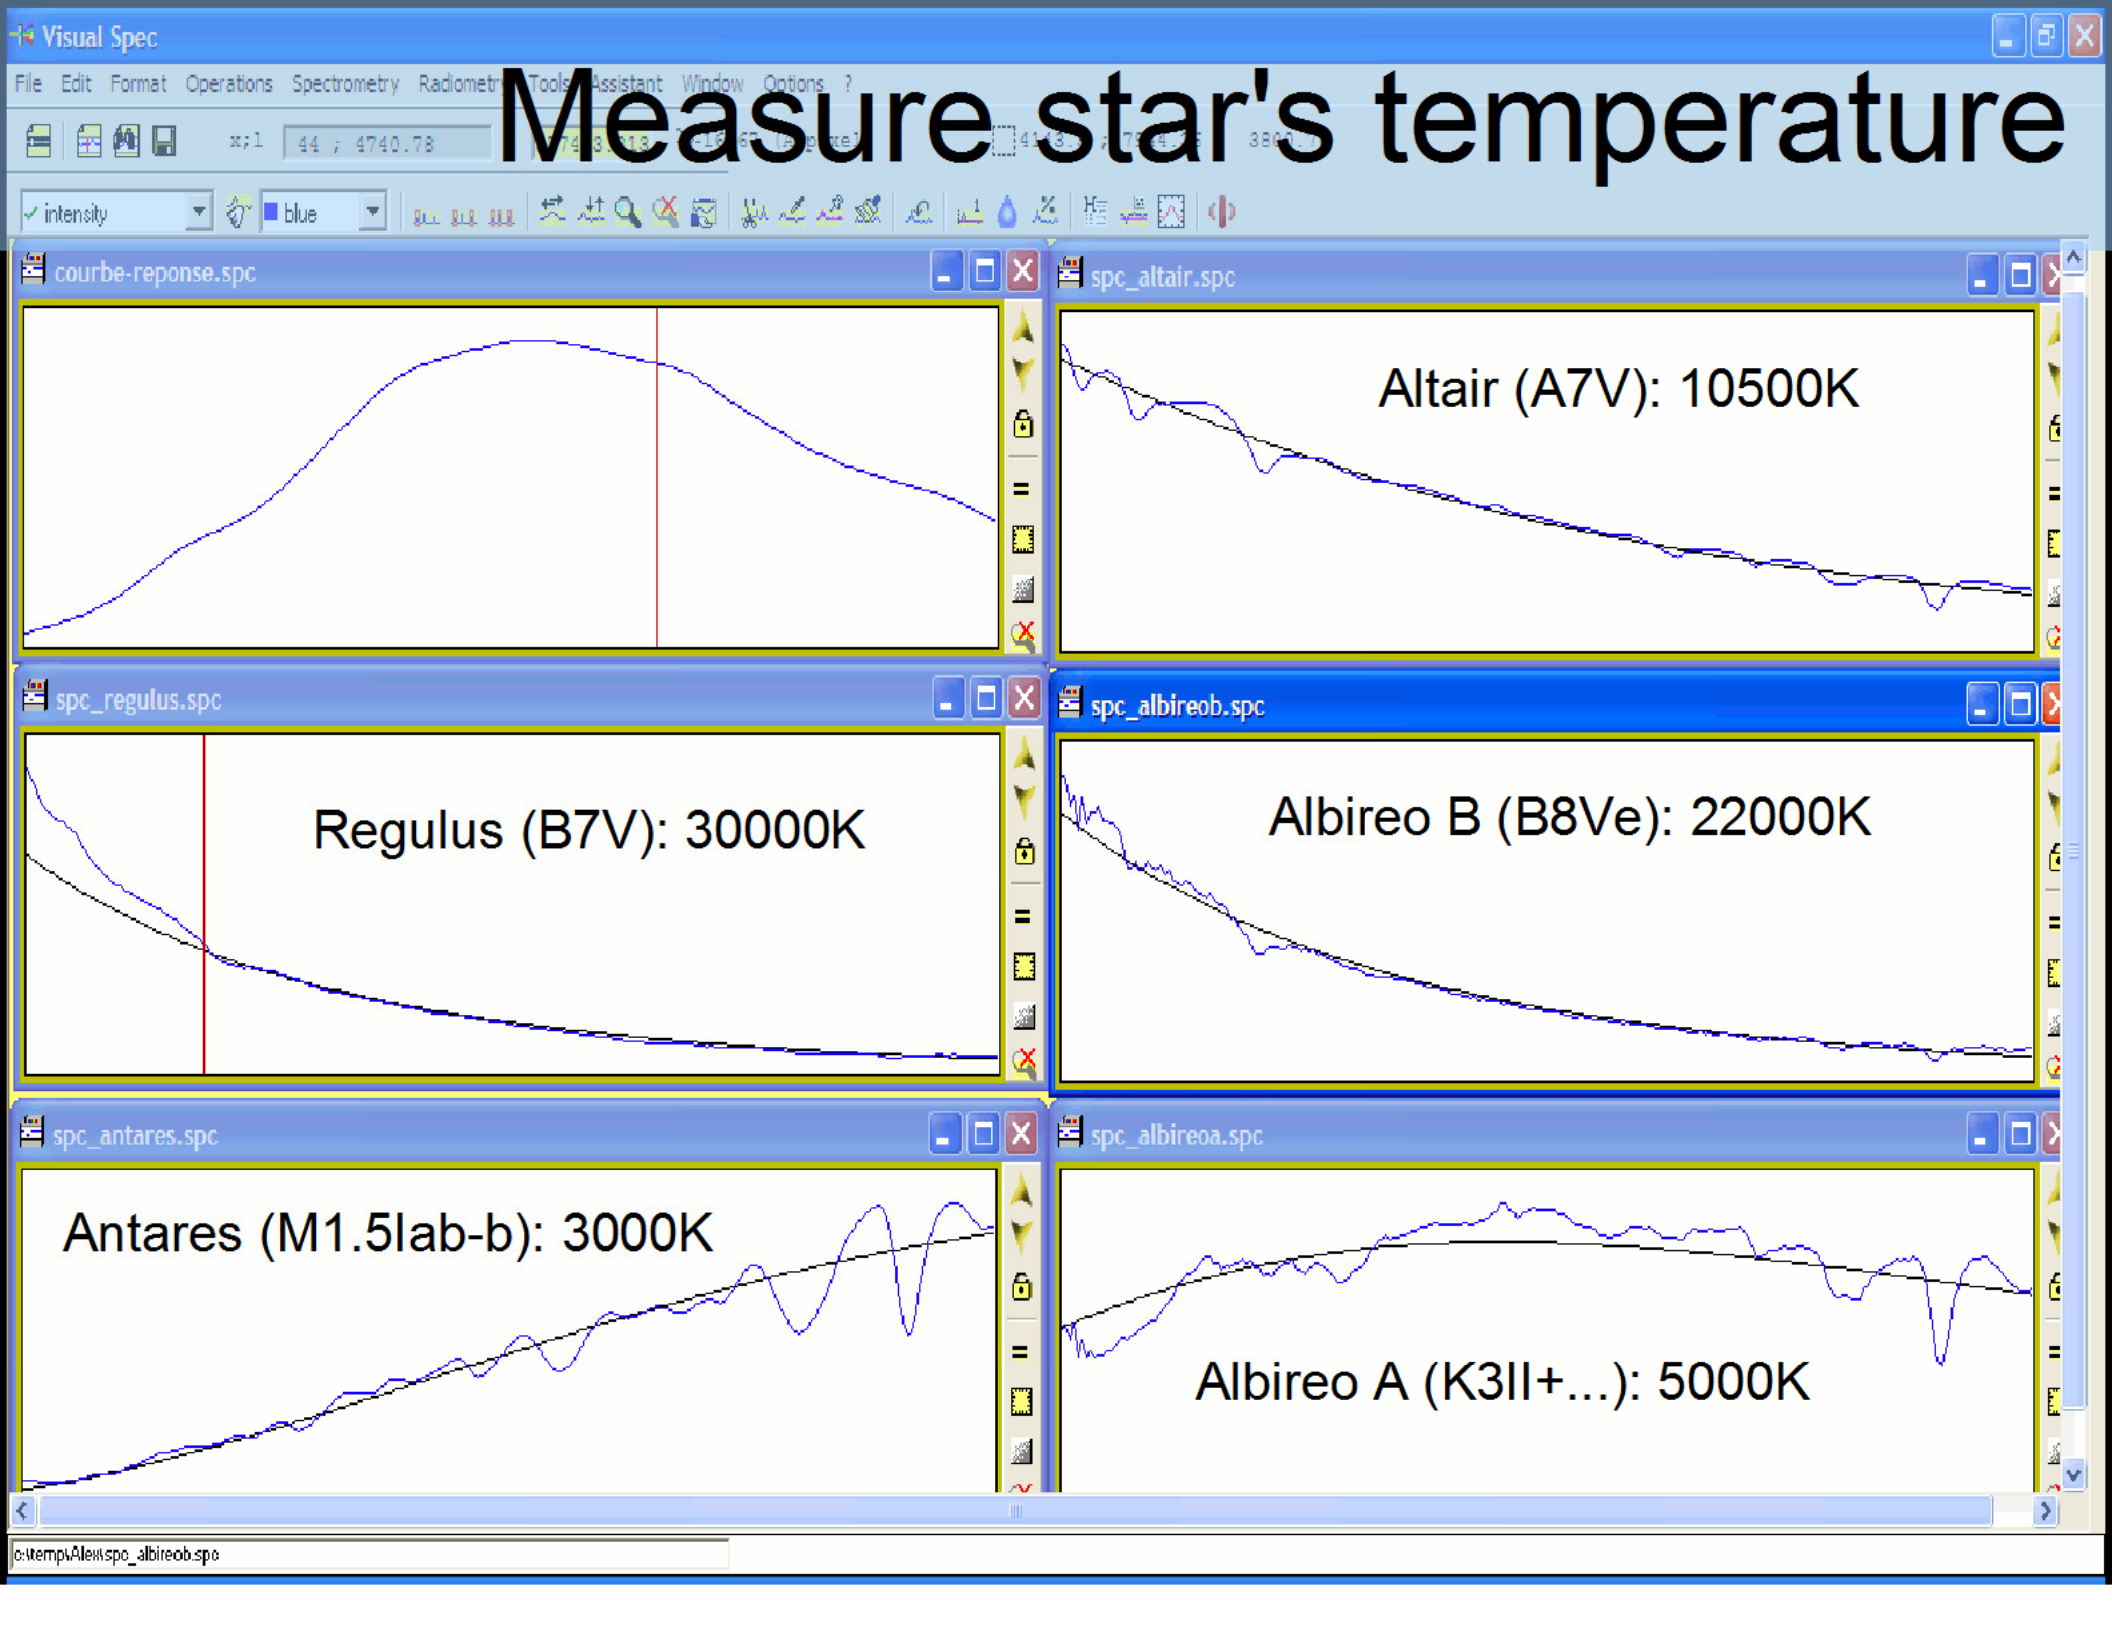 Visual Spec
File Edit Format Operations Spectrometry Radiometry Tools Assistant Window Options ?
Measure star's temperature
x;l 44 ; 4740.78
intensity blue
courbe-reponse.spc
spc_altair.spc
Altair (A7V): 10500K
spc_regulus.spc
spc_albireob.spc
Regulus (B7V): 30000K
Albireo B (B8Ve): 22000K
spc_antares.spc
spc_albireoa.spc
Antares (M1.5Iab-b): 3000K
Albireo A (K3II+...): 5000K
c:\temp\Alex\spc_albireob.spc